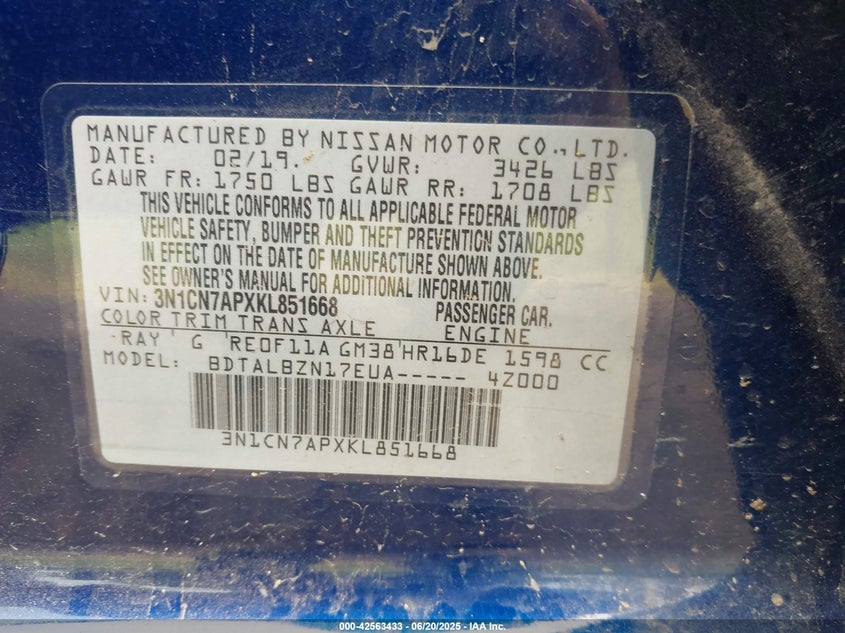 MANUFACTURED BY NISSAN MOTOR CO., LTD.
DATE: 02/19. GVWR: 3426 LBS
GAWR FR: 1750 LBS GAWR RR: 1708 LBS
THIS VEHICLE CONFORMS TO ALL APPLICABLE FEDERAL MOTOR
VEHICLE SAFETY, BUMPER AND THEFT PREVENTION STANDARDS
IN EFFECT ON THE DATE OF MANUFACTURE SHOWN ABOVE.
SEE OWNER'S MANUAL FOR ADDITIONAL INFORMATION.
VIN: 3N1CN7APXKL851668 PASSENGER CAR.
COLOR TRIM TRANS AXLE ENGINE
RAY G RE0F11A GM38 HR16DE 1598 CC
MODEL: BDTALBZN17EUA----- 4Z000
3N1CN7APXKL851668
000-42563433 - 06/20/2025 - IAA Inc.